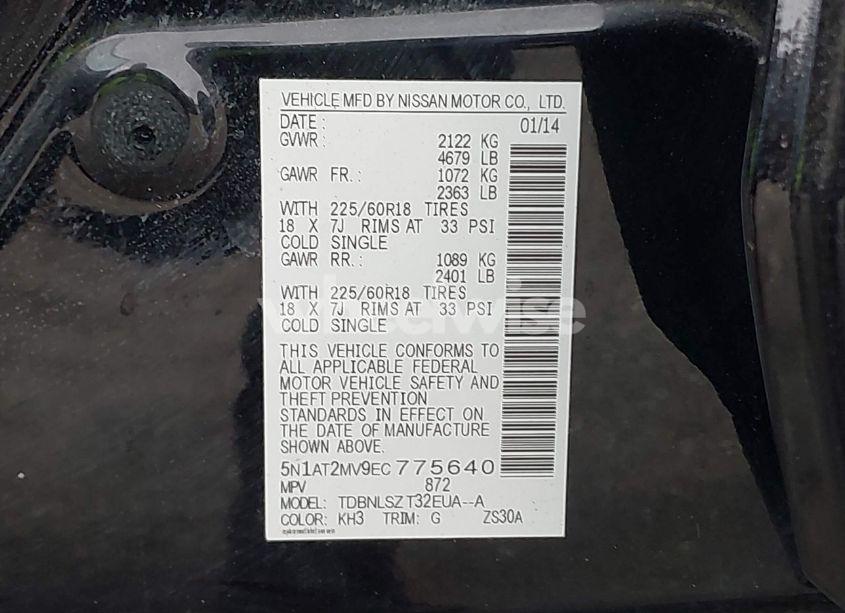 VEHICLE MFD BY NISSAN MOTOR CO., LTD.
DATE : 01/14
GVWR : 2122 KG
4679 LB
GAWR FR. : 1072 KG
2363 LB
WITH 225/60R18 TIRES
18 X 7J RIMS AT 33 PSI
COLD SINGLE
GAWR RR. : 1089 KG
2401 LB
WITH 225/60R18 TIRES
18 X 7J RIMS AT 33 PSI
COLD SINGLE
wheelwise
THIS VEHICLE CONFORMS TO
ALL APPLICABLE FEDERAL
MOTOR VEHICLE SAFETY AND
THEFT PREVENTION
STANDARDS IN EFFECT ON
THE DATE OF MANUFACTURE
SHOWN ABOVE.
5N1AT2MV9EC775640
MPV 872
MODEL: TDBNLSZ T32EUA--A
COLOR: KH3 TRIM: G ZS30A